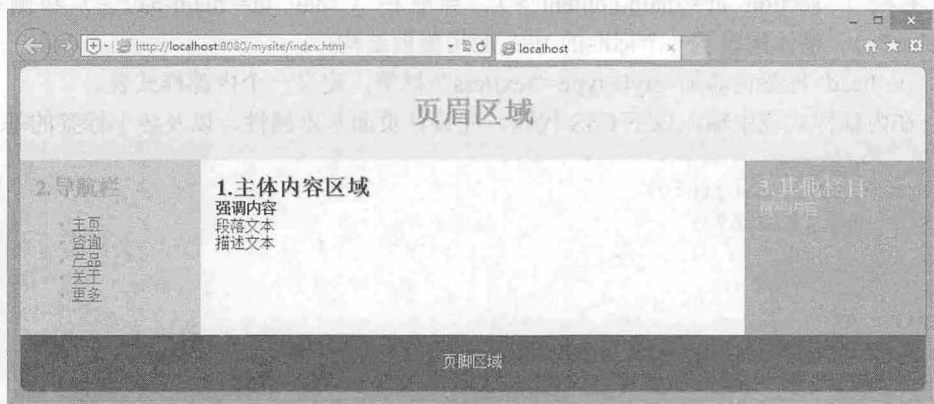 http://localhost:8080/mysite/index.html
localhost
页眉区域
2.导航栏
主页
咨询
产品
关于
更多
1.主体内容区域
强调内容
段落文本
描述文本
3.其他栏目
页脚区域